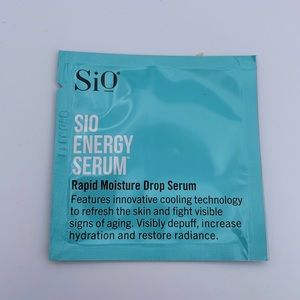 SiO
SIO
ENERGY
SERUM™
Rapid Moisture Drop Serum
Features innovative cooling technology
to refresh the skin and fight visible
signs of aging. Visibly depuff, increase
hydration and restore radiance.